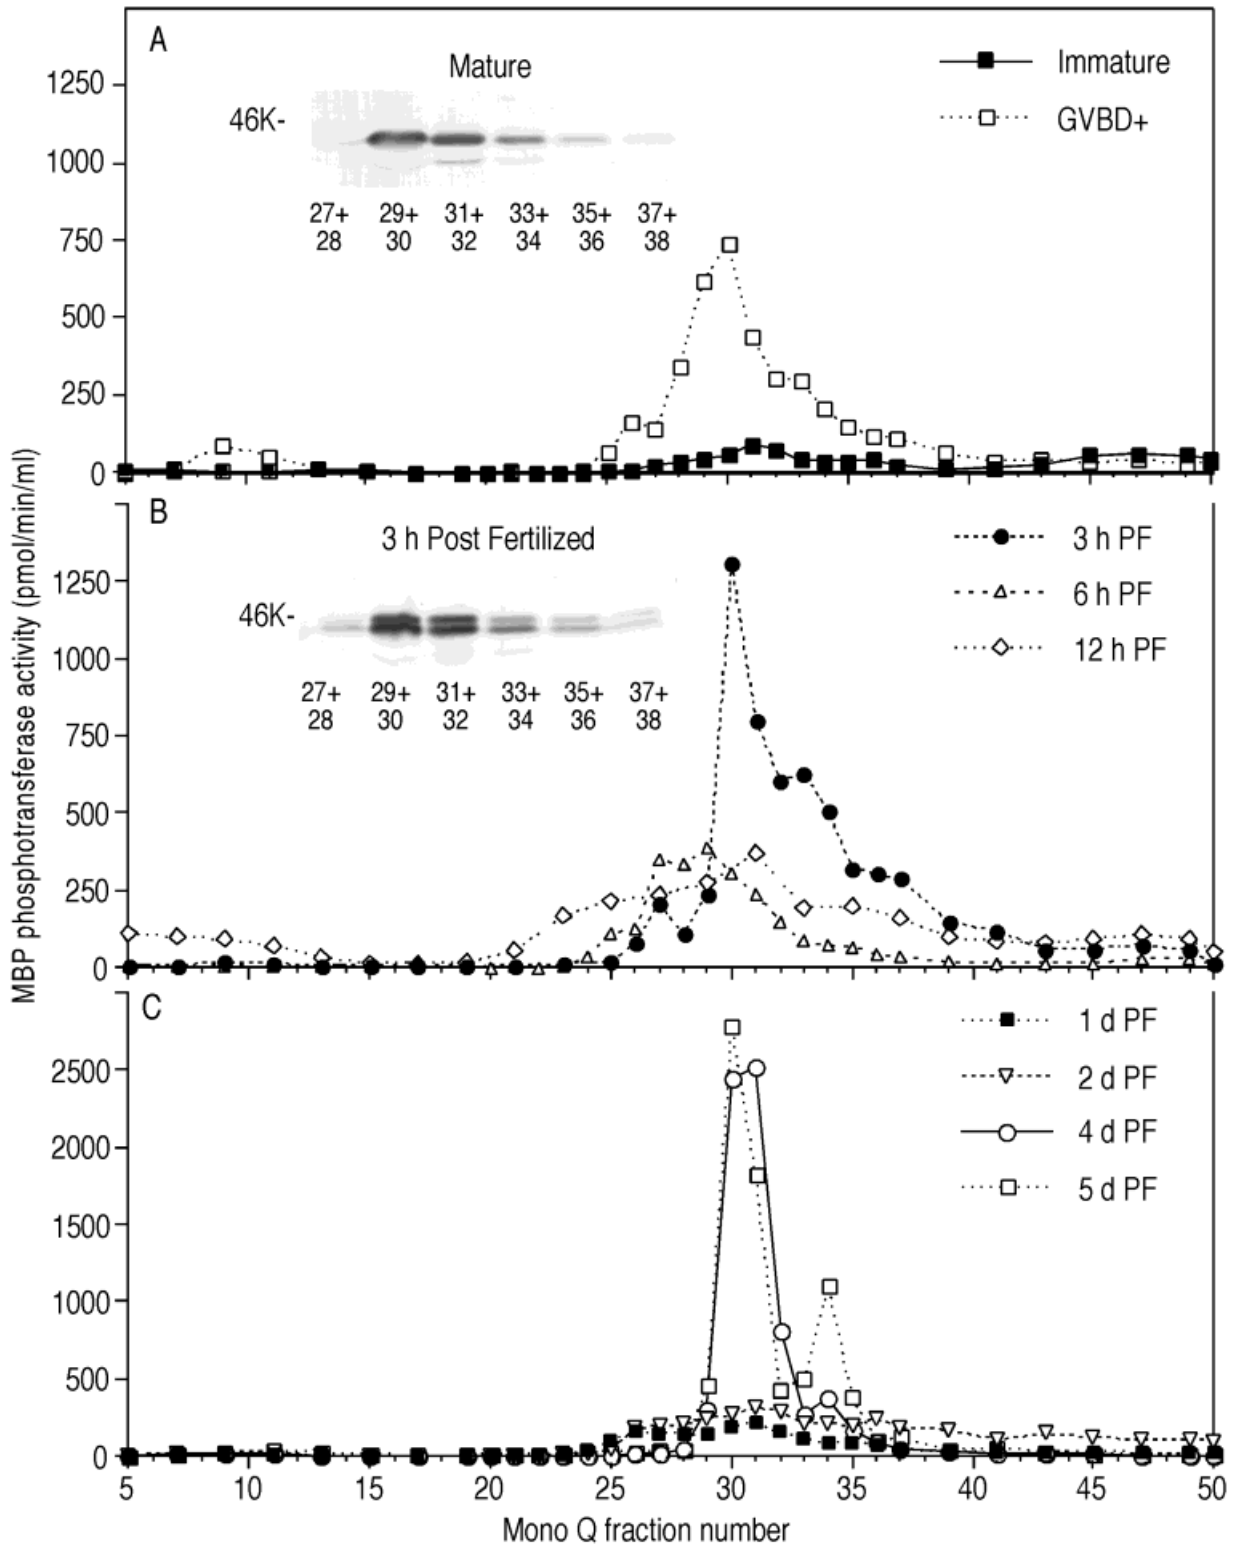 A
Mature
Immature
GVBD+
46K-
27+ 29+ 31+ 33+ 35+ 37+
28 30 32 34 36 38
1250
1000
750
500
250
0
B
3 h Post Fertilized
3 h PF
6 h PF
12 h PF
46K-
27+ 29+ 31+ 33+ 35+ 37+
28 30 32 34 36 38
1250
1000
750
500
250
0
MBP phosphotransferase activity (pmol/min/ml)
C
1 d PF
2 d PF
4 d PF
5 d PF
2500
2000
1500
1000
500
0
5 10 15 20 25 30 35 40 45 50
Mono Q fraction number